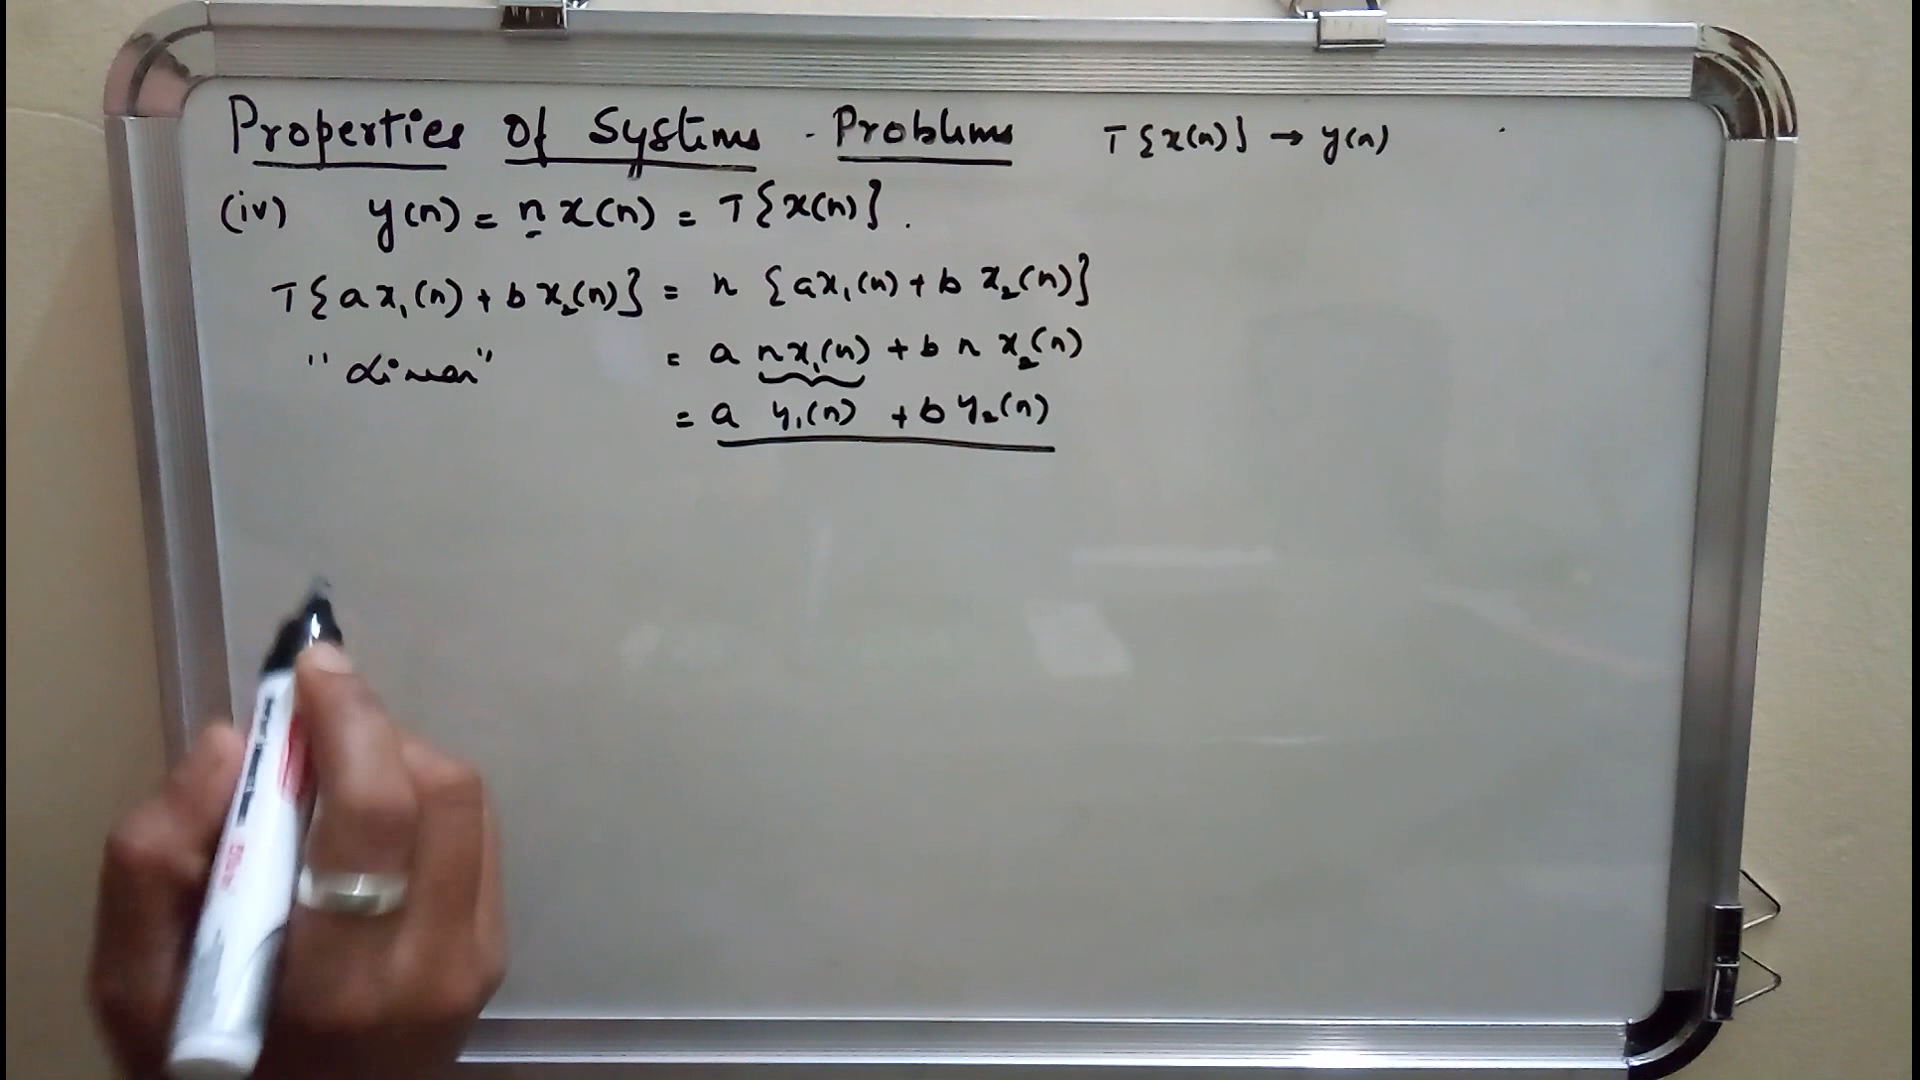 Properties of Systems - Problems T{x(n)} → y(n)
(iv) y(n) = n x(n) = T{x(n)}.
T{a x₁(n) + b x₂(n)} = n {a x₁(n) + b x₂(n)}
"Linear" = a n x₁(n) + b n x₂(n)
= a y₁(n) + b y₂(n)